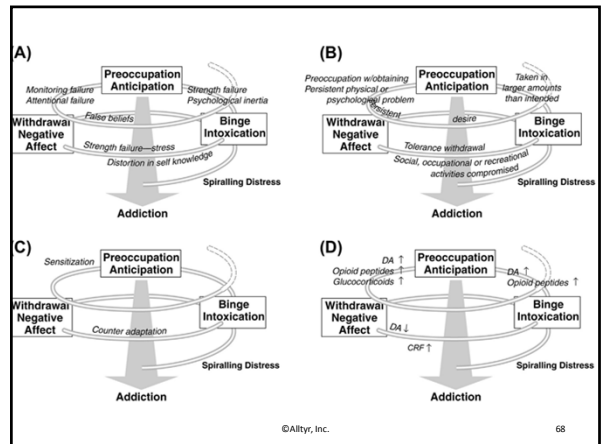 (A)
Preoccupation
Anticipation
Monitoring failure
Attentional failure
Strength failure
Psychological inertia
False beliefs
Withdrawal
Negative
Affect
Binge
Intoxication
Strength failure—stress
Distortion in self knowledge
Spiralling Distress
Addiction
(B)
Preoccupation
Anticipation
Preoccupation w/obtaining
Persistent physical or
psychological problem
Taken in
larger amounts
than intended
Persistent
desire
Withdrawal
Negative
Affect
Binge
Intoxication
Tolerance withdrawal
Social, occupational or recreational
activities compromised
Spiralling Distress
Addiction
(C)
Preoccupation
Anticipation
Sensitization
Withdrawal
Negative
Affect
Binge
Intoxication
Counter adaptation
Spiralling Distress
Addiction
(D)
Preoccupation
Anticipation
DA ↑
Opioid peptides ↑
Glucocorticoids ↑
DA ↑
Opioid peptides ↑
Withdrawal
Negative
Affect
Binge
Intoxication
DA ↓
CRF ↑
Spiralling Distress
Addiction
©Alltyr, Inc.
68